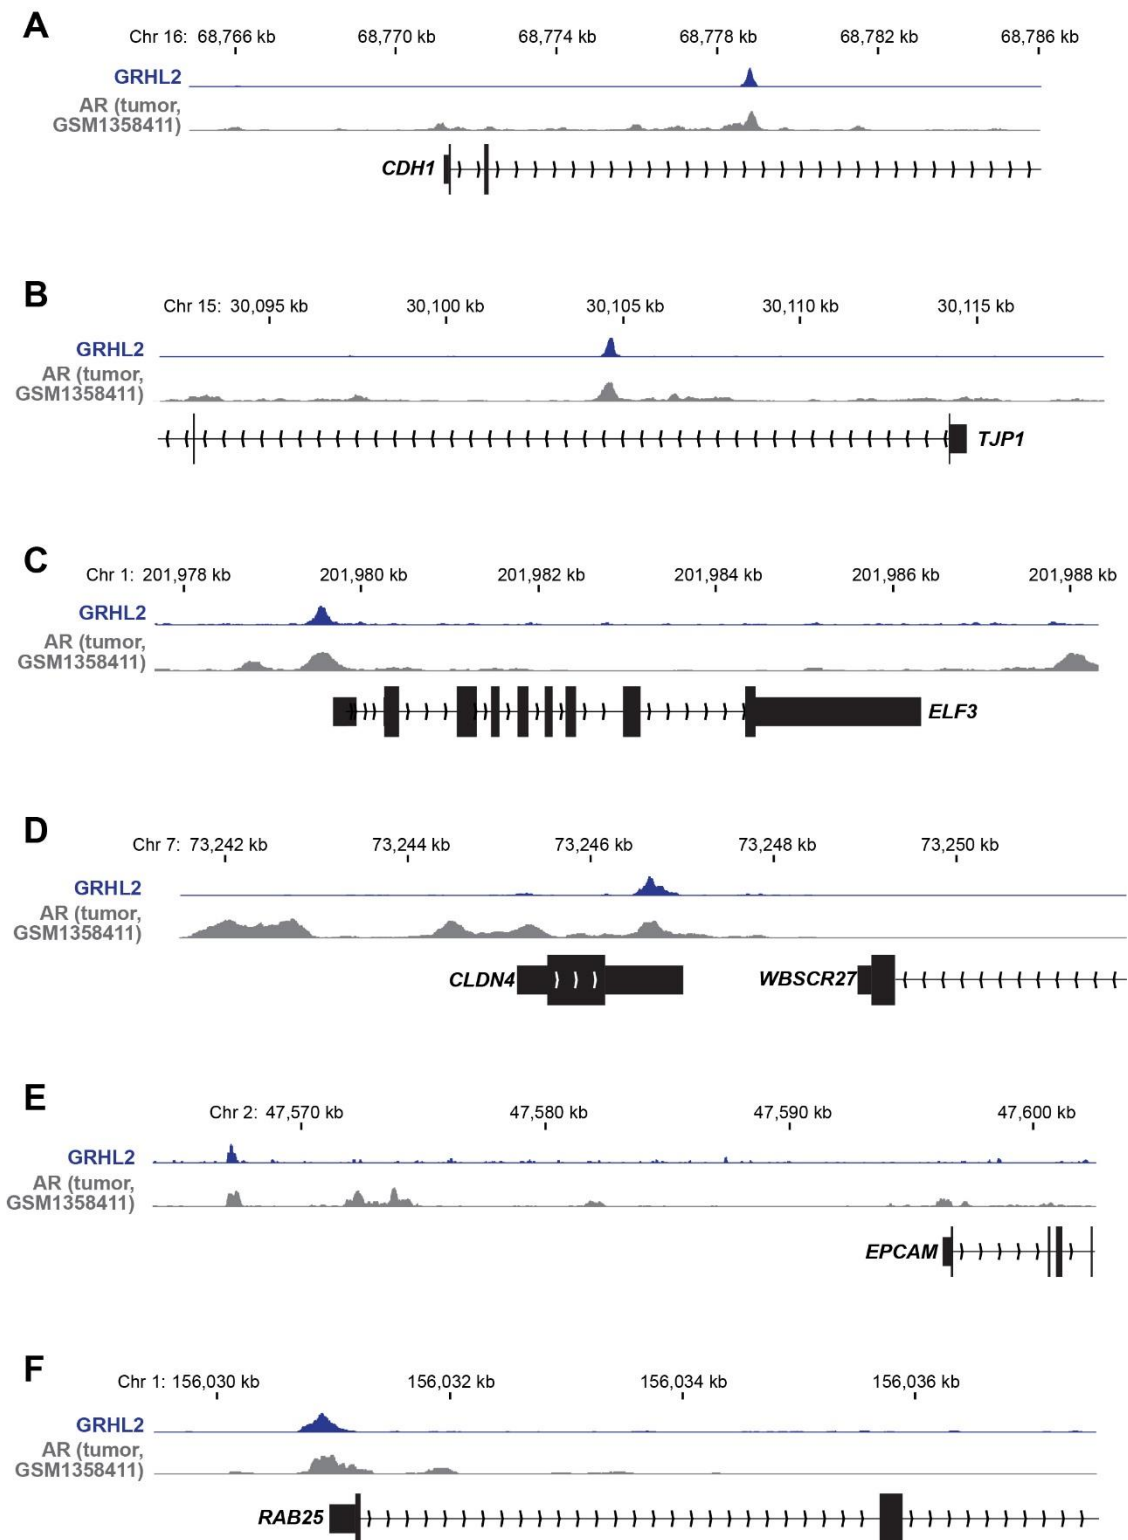 A
Chr 16: 68,766 kb 68,770 kb 68,774 kb 68,778 kb 68,782 kb 68,786 kb
GRHL2
AR (tumor,
GSM1358411)
CDH1
B
Chr 15: 30,095 kb 30,100 kb 30,105 kb 30,110 kb 30,115 kb
GRHL2
AR (tumor,
GSM1358411)
TJP1
C
Chr 1: 201,978 kb 201,980 kb 201,982 kb 201,984 kb 201,986 kb 201,988 kb
GRHL2
AR (tumor,
GSM1358411)
ELF3
D
Chr 7: 73,242 kb 73,244 kb 73,246 kb 73,248 kb 73,250 kb
GRHL2
AR (tumor,
GSM1358411)
CLDN4 WBSCR27
E
Chr 2: 47,570 kb 47,580 kb 47,590 kb 47,600 kb
GRHL2
AR (tumor,
GSM1358411)
EPCAM
F
Chr 1: 156,030 kb 156,032 kb 156,034 kb 156,036 kb
GRHL2
AR (tumor,
GSM1358411)
RAB25